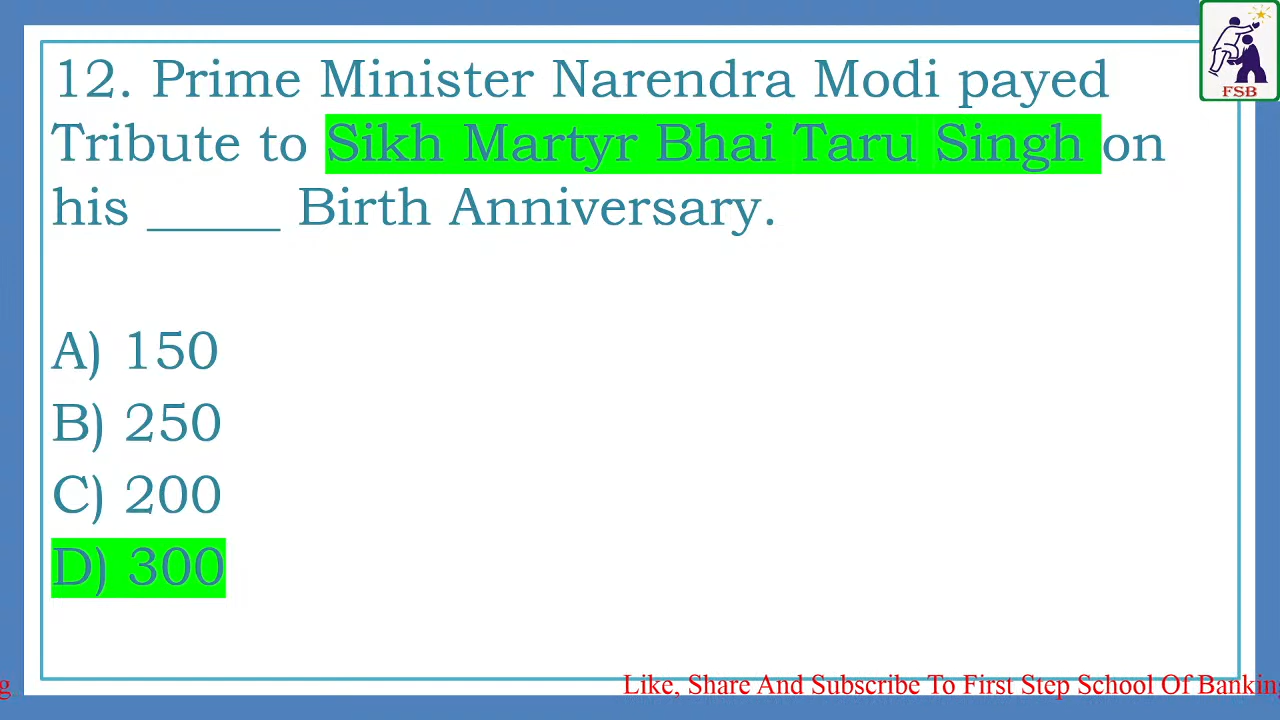 FSB
12. Prime Minister Narendra Modi payed
Tribute to Sikh Martyr Bhai Taru Singh on
his _____ Birth Anniversary.
A) 150
B) 250
C) 200
D) 300
g Like, Share And Subscribe To First Step School Of Banking